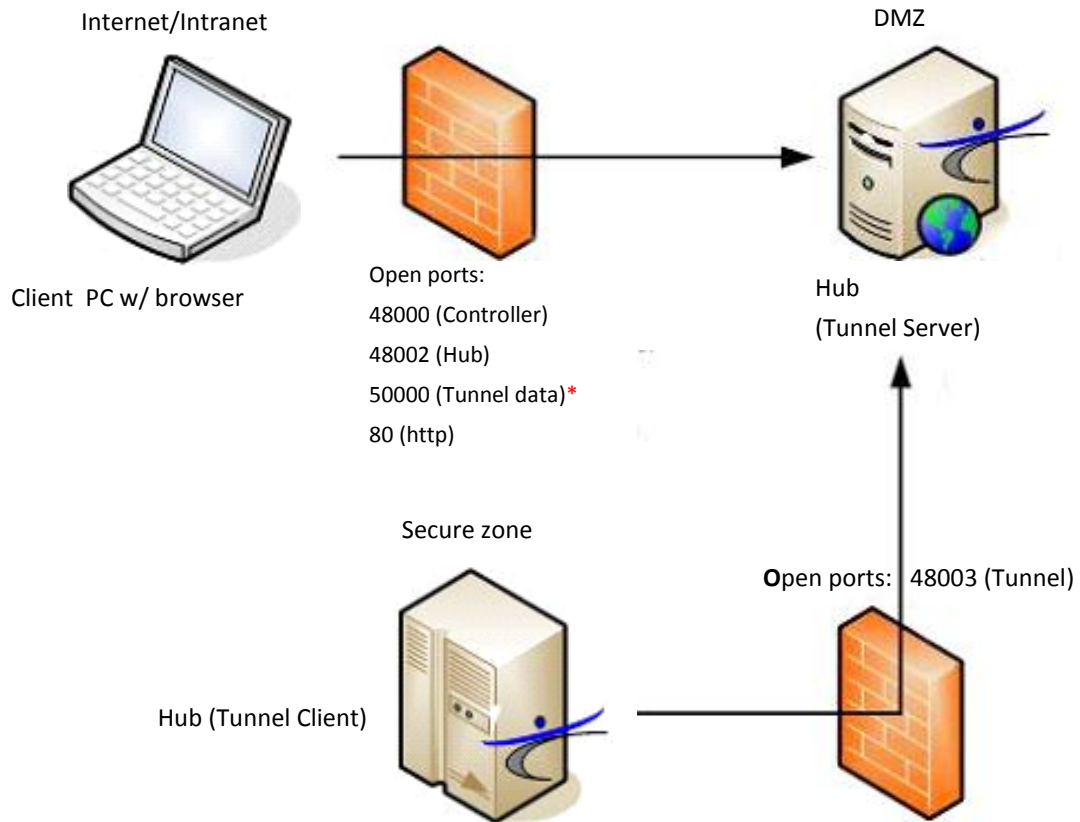 Internet/Intranet
DMZ
Client PC w/ browser
Open ports:
48000 (Controller)
48002 (Hub)
50000 (Tunnel data)*
80 (http)
Hub
(Tunnel Server)
Secure zone
Open ports: 48003 (Tunnel)
Hub (Tunnel Client)